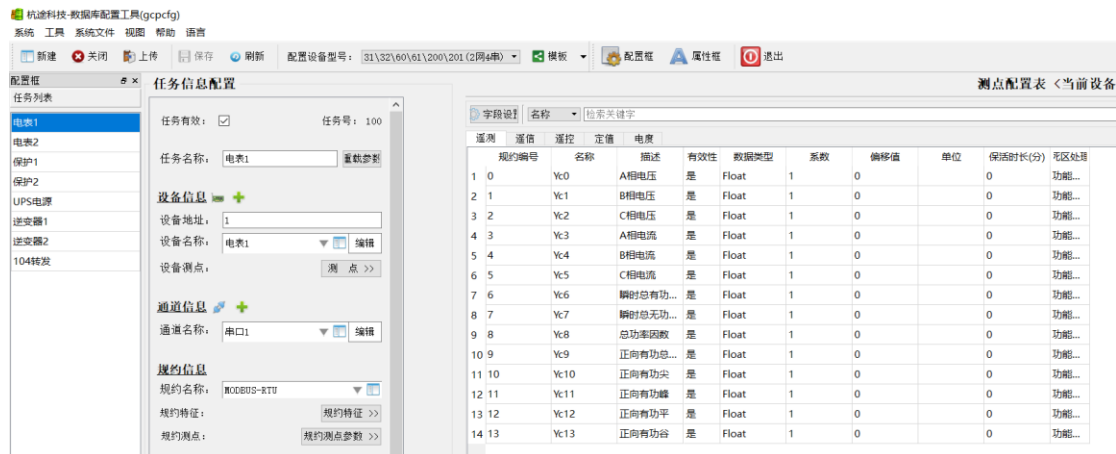 杭途科技-数据库配置工具(gcpcfg)
系统 工具 系统文件 视图 帮助 语言
新建 关闭 上传 保存 刷新 配置设备型号: 31\32\60\61\200\201(2网4串) 模板 配置框 属性框 退出
配置框
任务列表
电表1
电表2
保护1
保护2
UPS电源
逆变器1
逆变器2
104转发
任务信息配置
任务有效: 任务号: 100
任务名称: 电表1 重载参数
设备信息
设备地址: 1
设备名称: 电表1 编辑
设备测点: 测 点 >>
通道信息
通道名称: 串口1 编辑
规约信息
规约名称: MODBUS-RTU
规约特征: 规约特征 >>
规约测点: 规约测点参数 >>
测点配置表 <当前设备
字段设置 名称 检索关键字
遥测 遥信 遥控 定值 电度
规约编号 名称 描述 有效性 数据类型 系数 偏移值 单位 保活时长(分) 死区处理
1 0 Yc0 A相电压 是 Float 1 0 0 功能...
2 1 Yc1 B相电压 是 Float 1 0 0 功能...
3 2 Yc2 C相电压 是 Float 1 0 0 功能...
4 3 Yc3 A相电流 是 Float 1 0 0 功能...
5 4 Yc4 B相电流 是 Float 1 0 0 功能...
6 5 Yc5 C相电流 是 Float 1 0 0 功能...
7 6 Yc6 瞬时总有功... 是 Float 1 0 0 功能...
8 7 Yc7 瞬时总无功... 是 Float 1 0 0 功能...
9 8 Yc8 总功率因数 是 Float 1 0 0 功能...
10 9 Yc9 正向有功总... 是 Float 1 0 0 功能...
11 10 Yc10 正向有功尖 是 Float 1 0 0 功能...
12 11 Yc11 正向有功峰 是 Float 1 0 0 功能...
13 12 Yc12 正向有功平 是 Float 1 0 0 功能...
14 13 Yc13 正向有功谷 是 Float 1 0 0 功能...